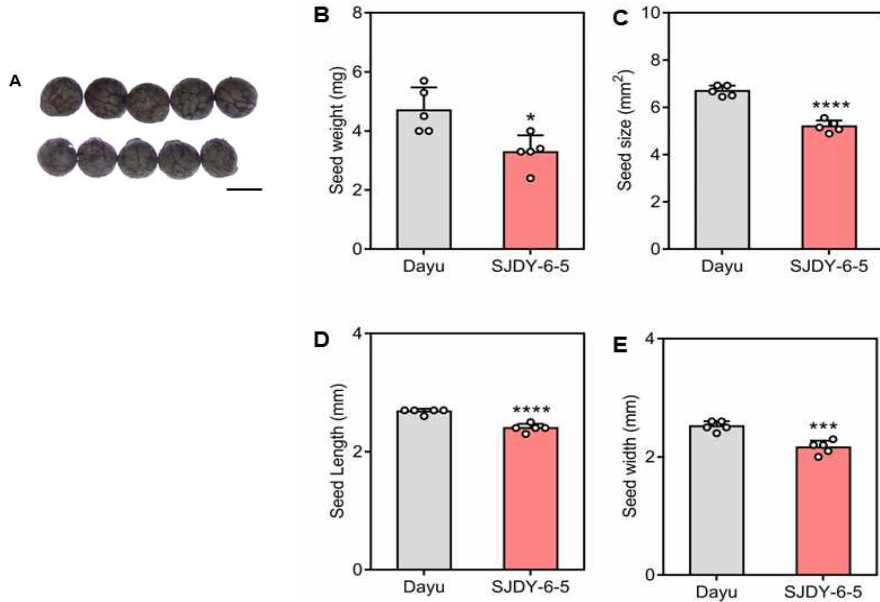 A
B
Seed weight (mg)
8
6
4
2
0
*
Dayu
SJDY-6-5
C
Seed size (mm²)
10
8
6
4
2
0
****
Dayu
SJDY-6-5
D
Seed Length (mm)
4
2
0
****
Dayu
SJDY-6-5
E
Seed width (mm)
4
2
0
***
Dayu
SJDY-6-5